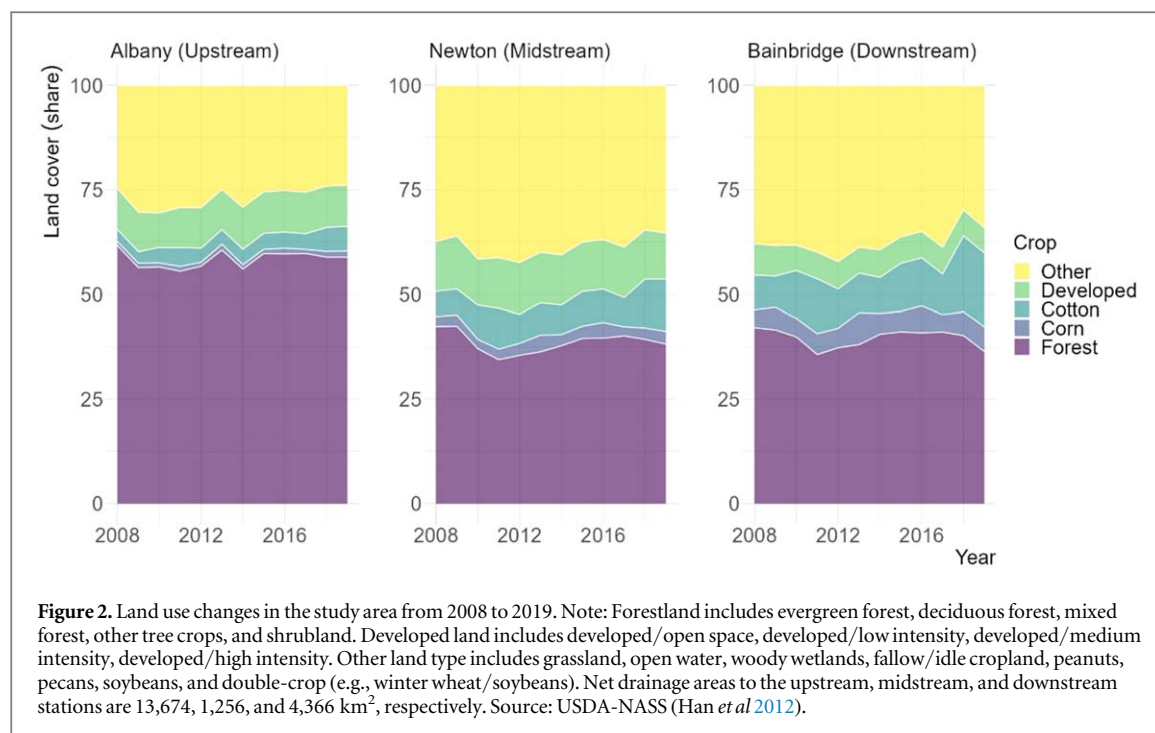 Albany (Upstream)
Newton (Midstream)
Bainbridge (Downstream)
Land cover (share)
100
75
50
25
0
2008
2012
2016
100
75
50
25
0
2008
2012
2016
100
75
50
25
0
2008
2012
2016
Year
Crop
Other
Developed
Cotton
Corn
Forest
Figure 2. Land use changes in the study area from 2008 to 2019. Note: Forestland includes evergreen forest, deciduous forest, mixed
forest, other tree crops, and shrubland. Developed land includes developed/open space, developed/low intensity, developed/medium
intensity, developed/high intensity. Other land type includes grassland, open water, woody wetlands, fallow/idle cropland, peanuts,
pecans, soybeans, and double-crop (e.g., winter wheat/soybeans). Net drainage areas to the upstream, midstream, and downstream
stations are 13,674, 1,256, and 4,366 km², respectively. Source: USDA-NASS (Han et al 2012).